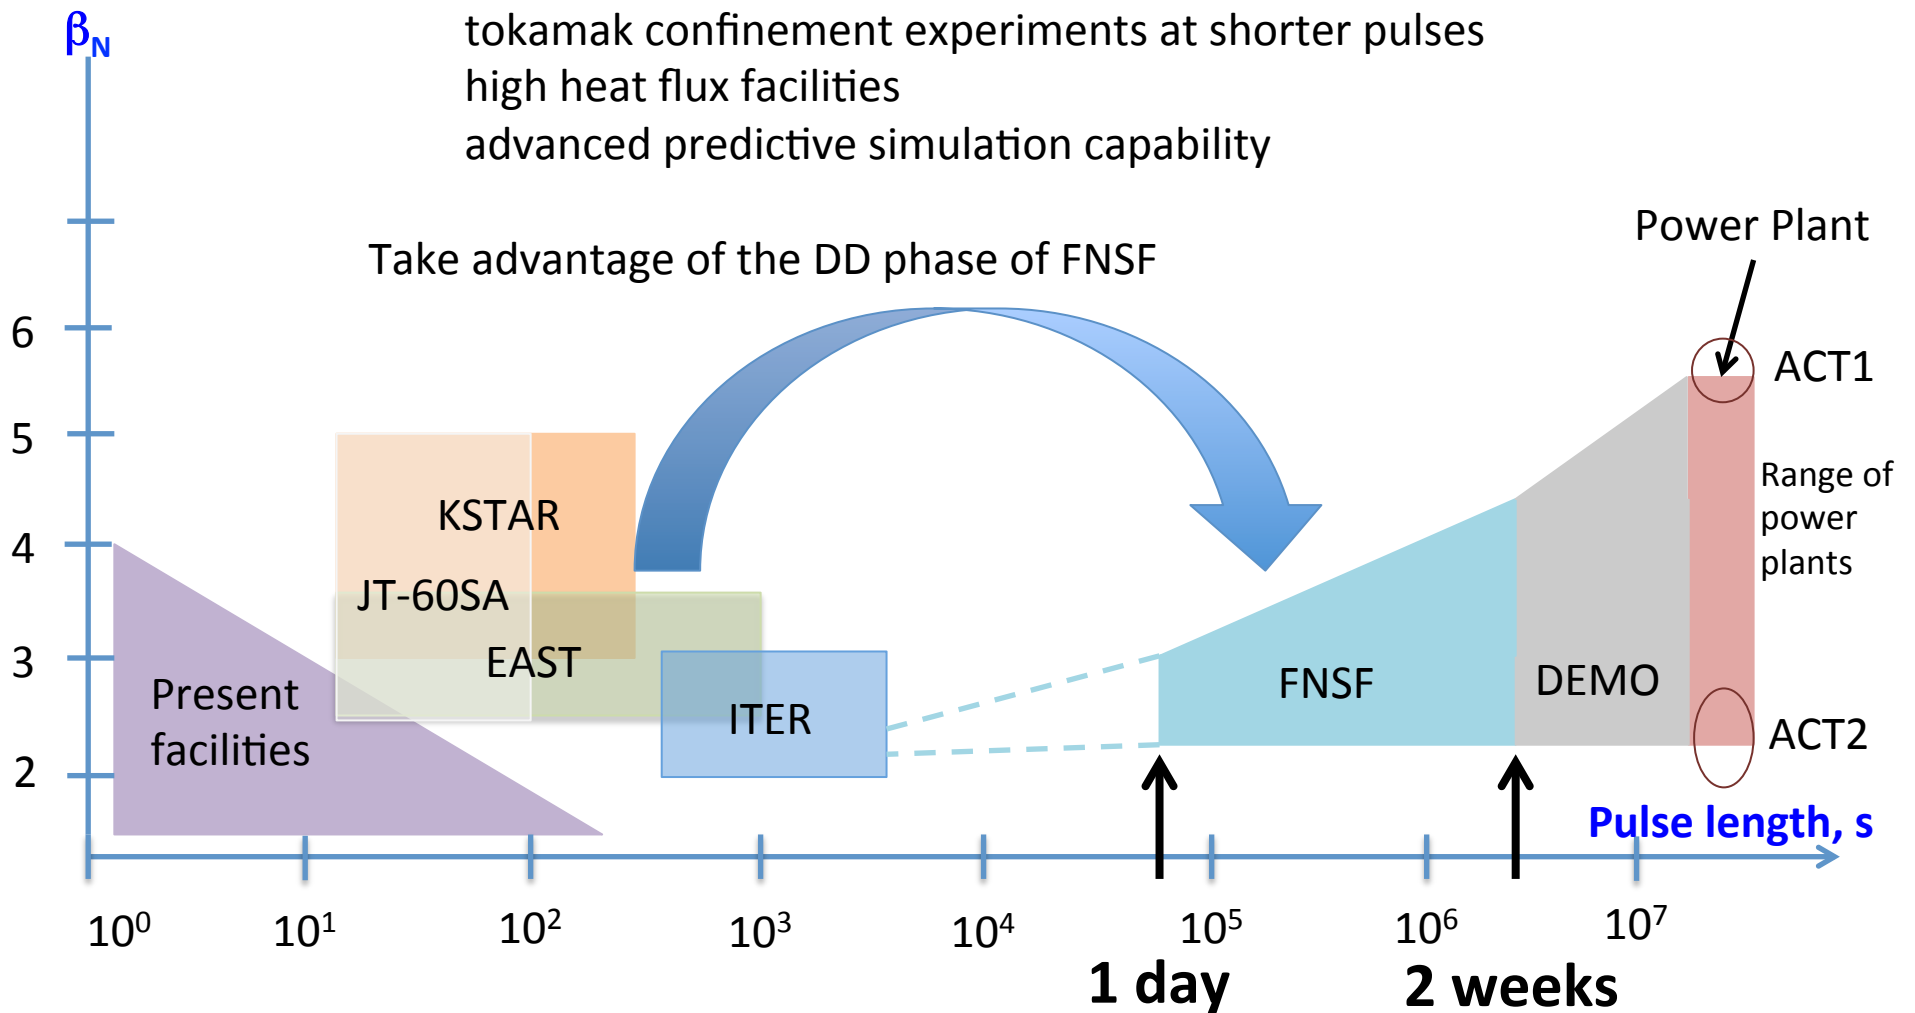 βN
tokamak confinement experiments at shorter pulses
high heat flux facilities
advanced predictive simulation capability
Power Plant
Take advantage of the DD phase of FNSF
6
ACT1
5
Range of
power
plants
KSTAR
4
JT-60SA
EAST
3
FNSF
DEMO
Present
facilities
ITER
ACT2
2
Pulse length, s
10⁰ 10¹ 10² 10³ 10⁴ 10⁵ 10⁶ 10⁷
1 day 2 weeks